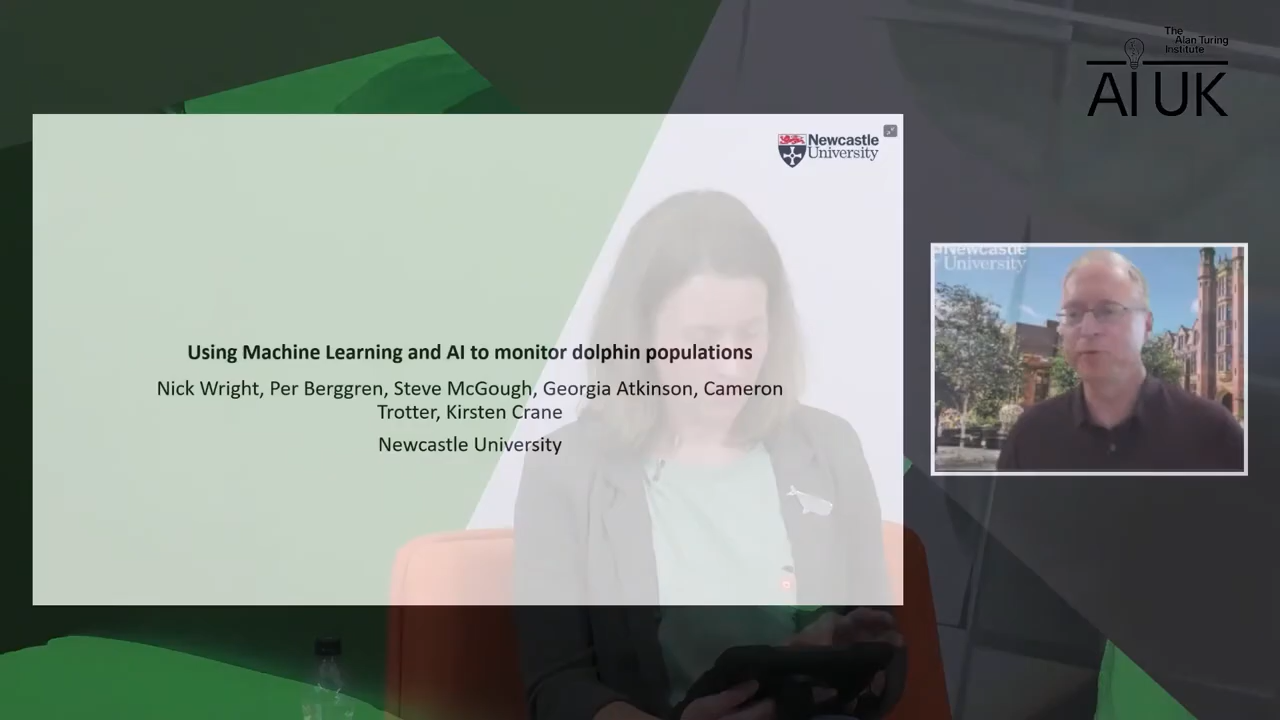 The
Alan Turing
Institute
AI UK
Newcastle
University
Using Machine Learning and AI to monitor dolphin populations
Nick Wright, Per Berggren, Steve McGough, Georgia Atkinson, Cameron
Trotter, Kirsten Crane
Newcastle University
Newcastle
University